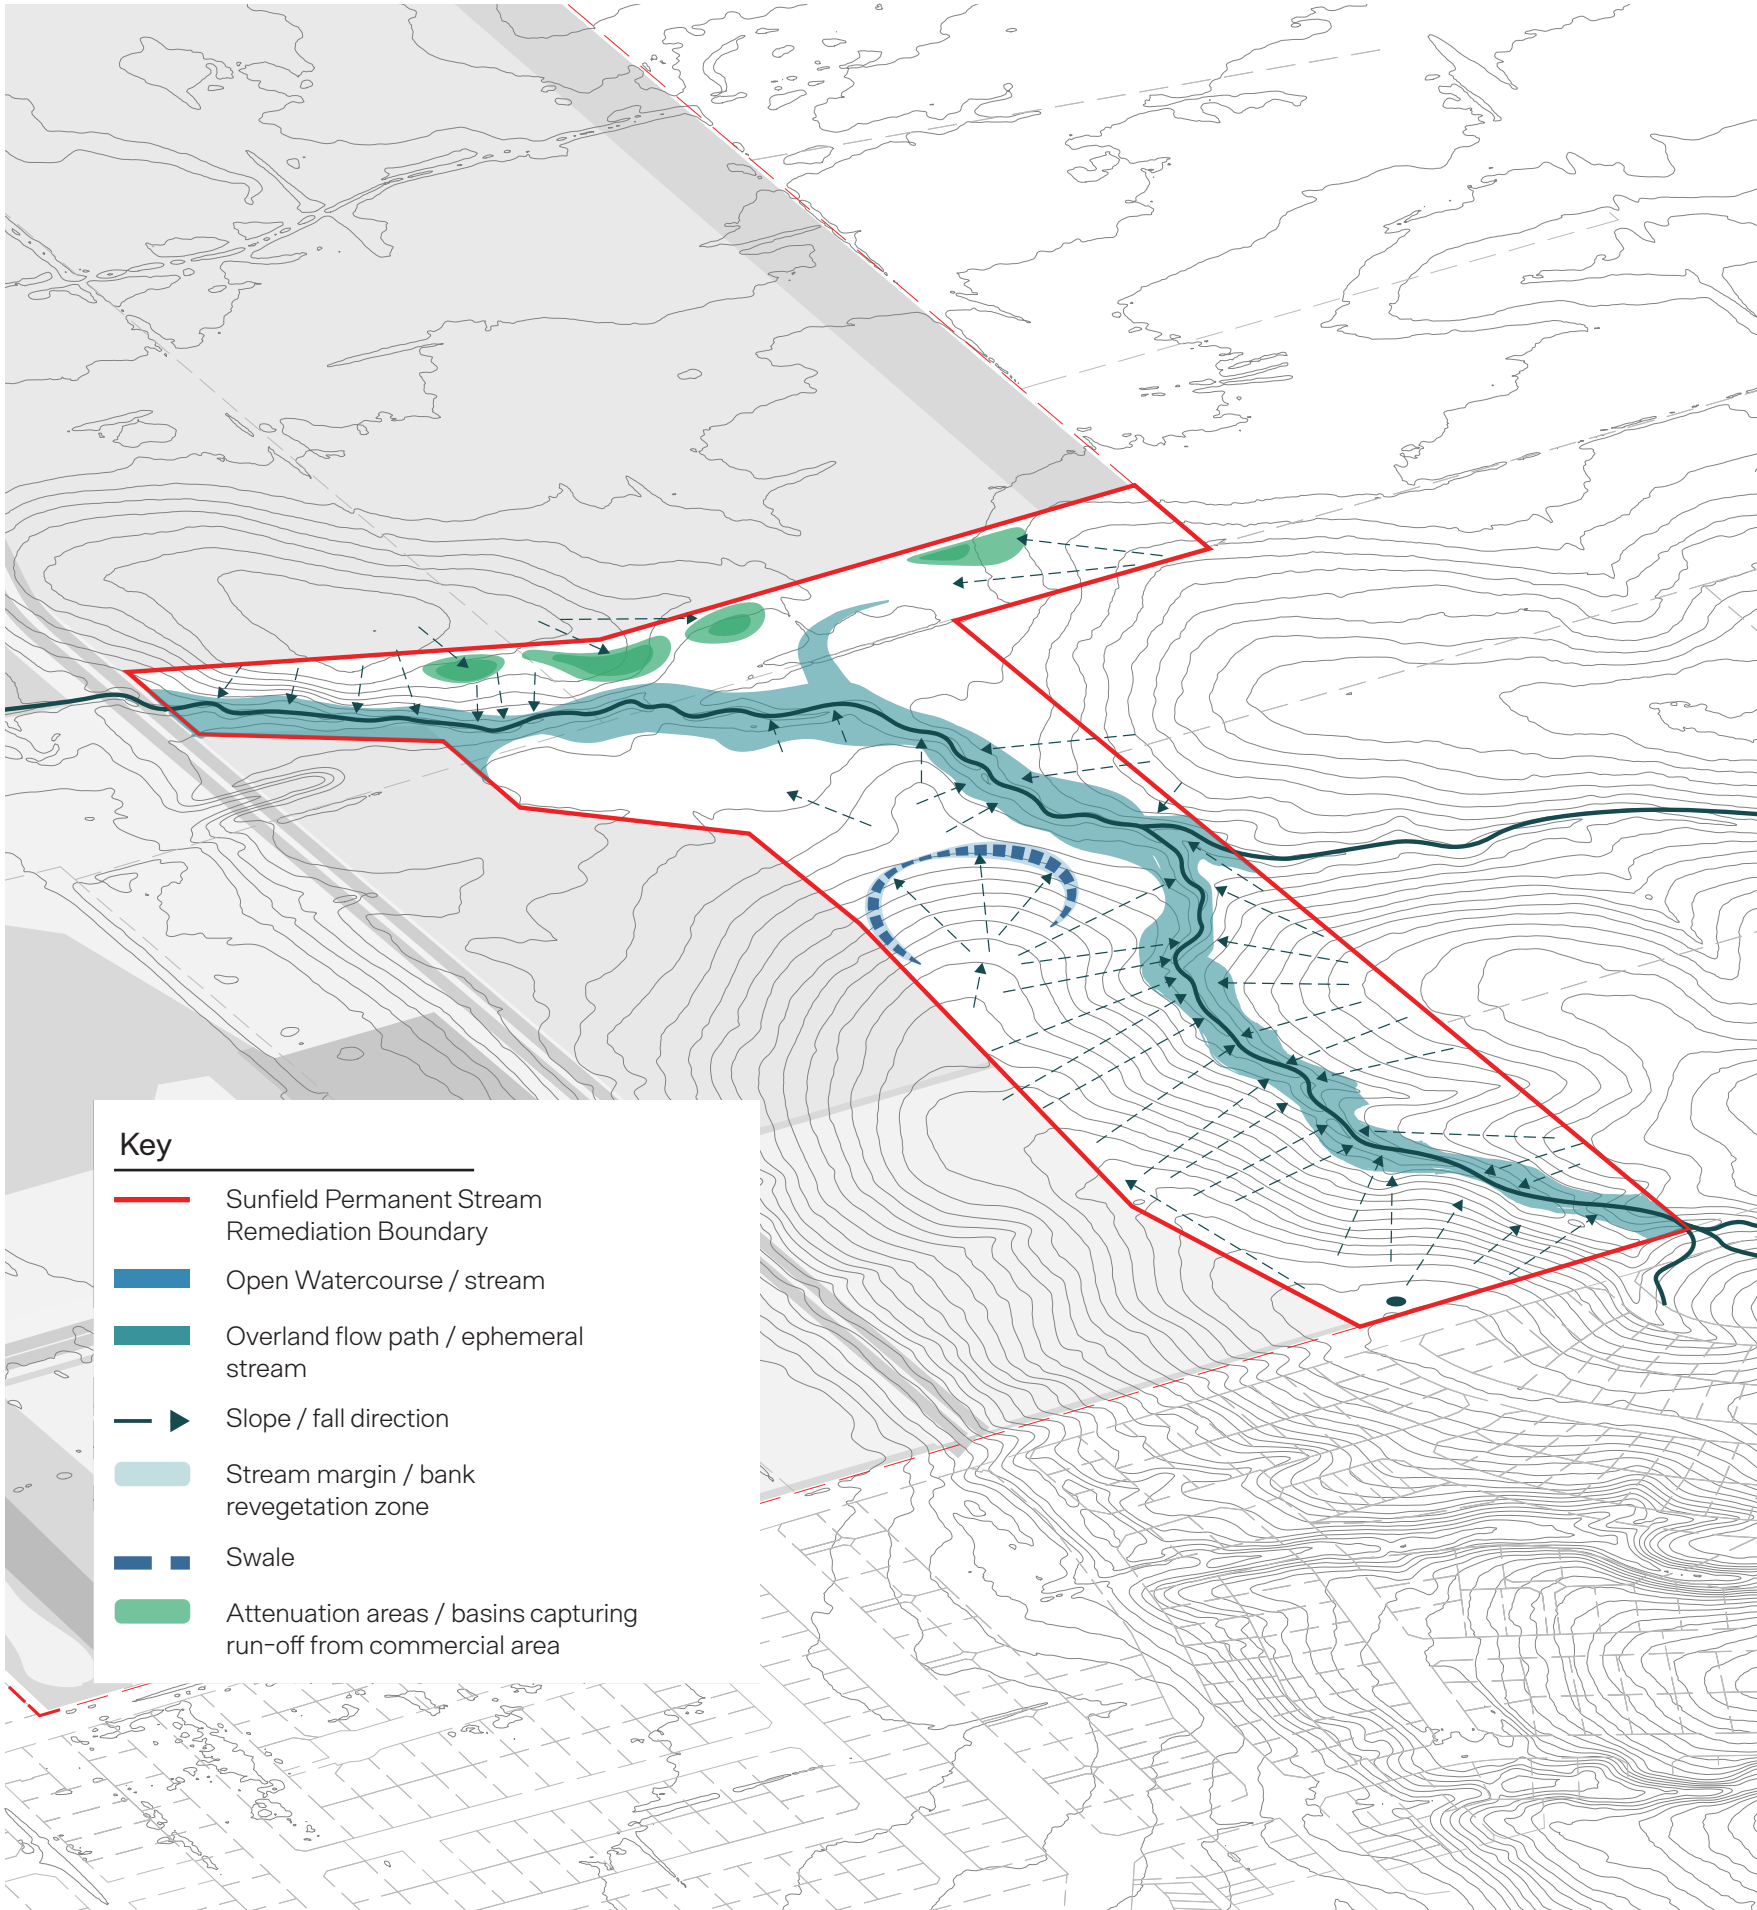 Key
Sunfield Permanent Stream
Remediation Boundary
Open Watercourse / stream
Overland flow path / ephemeral
stream
Slope / fall direction
Stream margin / bank
revegetation zone
Swale
Attenuation areas / basins capturing
run-off from commercial area